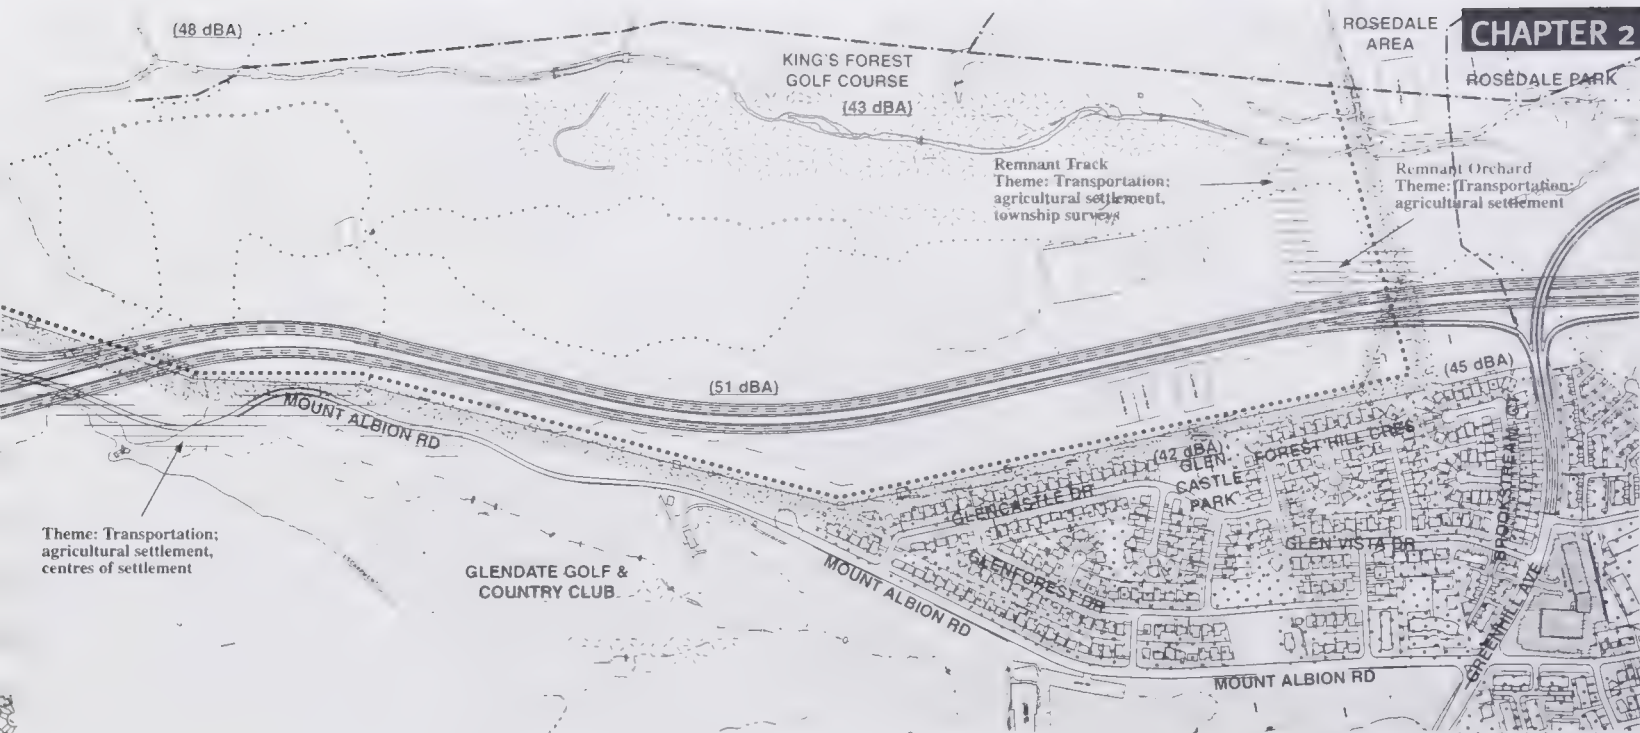 (48 dBA)
ROSEDALE
AREA
CHAPTER 2
KING'S FOREST
GOLF COURSE
(43 dBA)
ROSEDALE PARK
Remnant Track
Theme: Transportation;
agricultural settlement,
township surveys
Remnant Orchard
Theme: Transportation;
agricultural settlement
(51 dBA)
(45 dBA)
MOUNT ALBION RD
(42 dBA)
GLEN
CASTLE
PARK
FOREST HILL CRES
BROOKSTREAM CT
GLENCASTLE DR
GLEN VISTA DR
Theme: Transportation;
agricultural settlement,
centres of settlement
GLENDATE GOLF &
COUNTRY CLUB
MOUNT ALBION RD
GLENFOREST DR
GREENHILL AVE
MOUNT ALBION RD